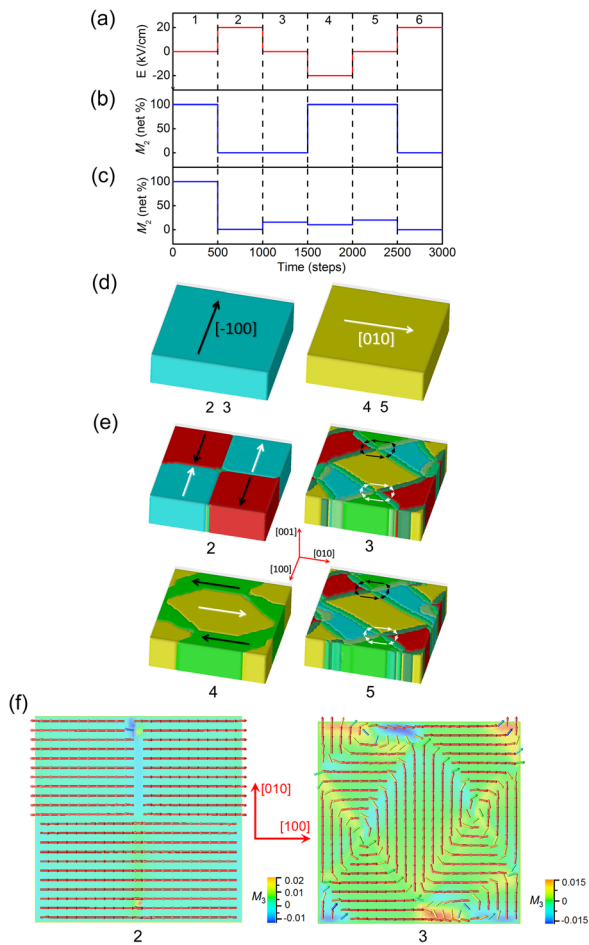 (a)
1 2 3 4 5 6
20
0
-20
E (kV/cm)
(b)
100
50
0
M2 (net %)
(c)
100
50
0
M2 (net %)
0 500 1000 1500 2000 2500 3000
Time (steps)
(d)
[-100]
[010]
2 3
4 5
(e)
2
3
[001]
[010]
[100]
4
5
(f)
[010]
[100]
M3
0.02
0
-0.01
M3
0.015
0
-0.015
2
3